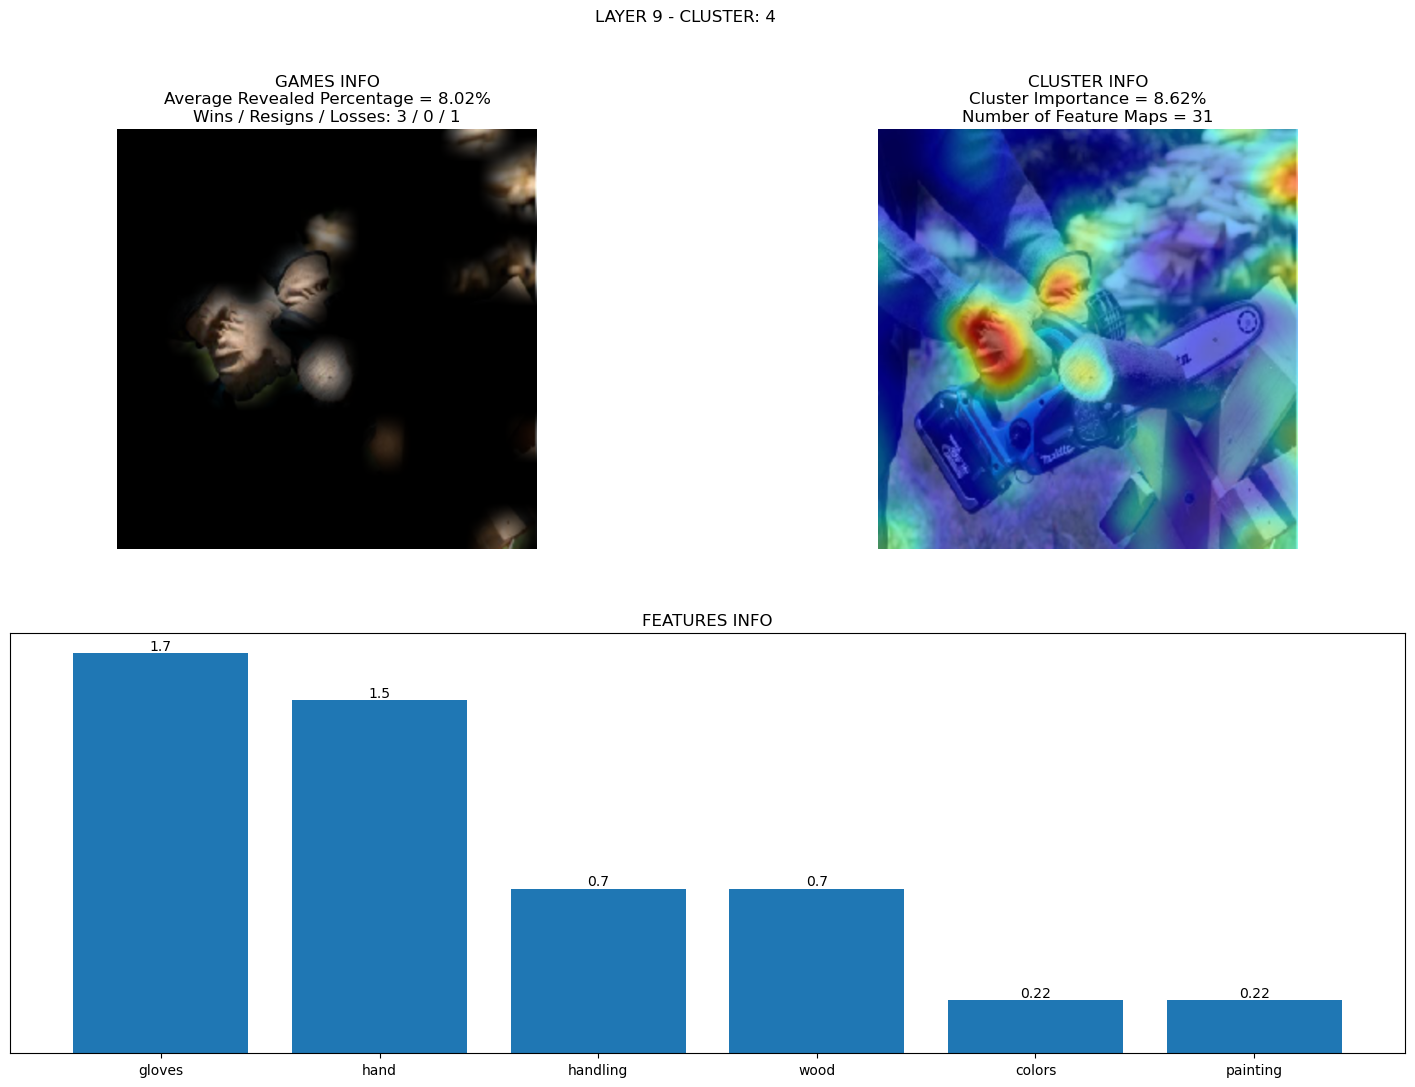 LAYER 9 - CLUSTER: 4
GAMES INFO
Average Revealed Percentage = 8.02%
Wins / Resigns / Losses: 3 / 0 / 1
CLUSTER INFO
Cluster Importance = 8.62%
Number of Feature Maps = 31
FEATURES INFO
1.7
1.5
0.7
0.7
0.22
0.22
gloves
hand
handling
wood
colors
painting